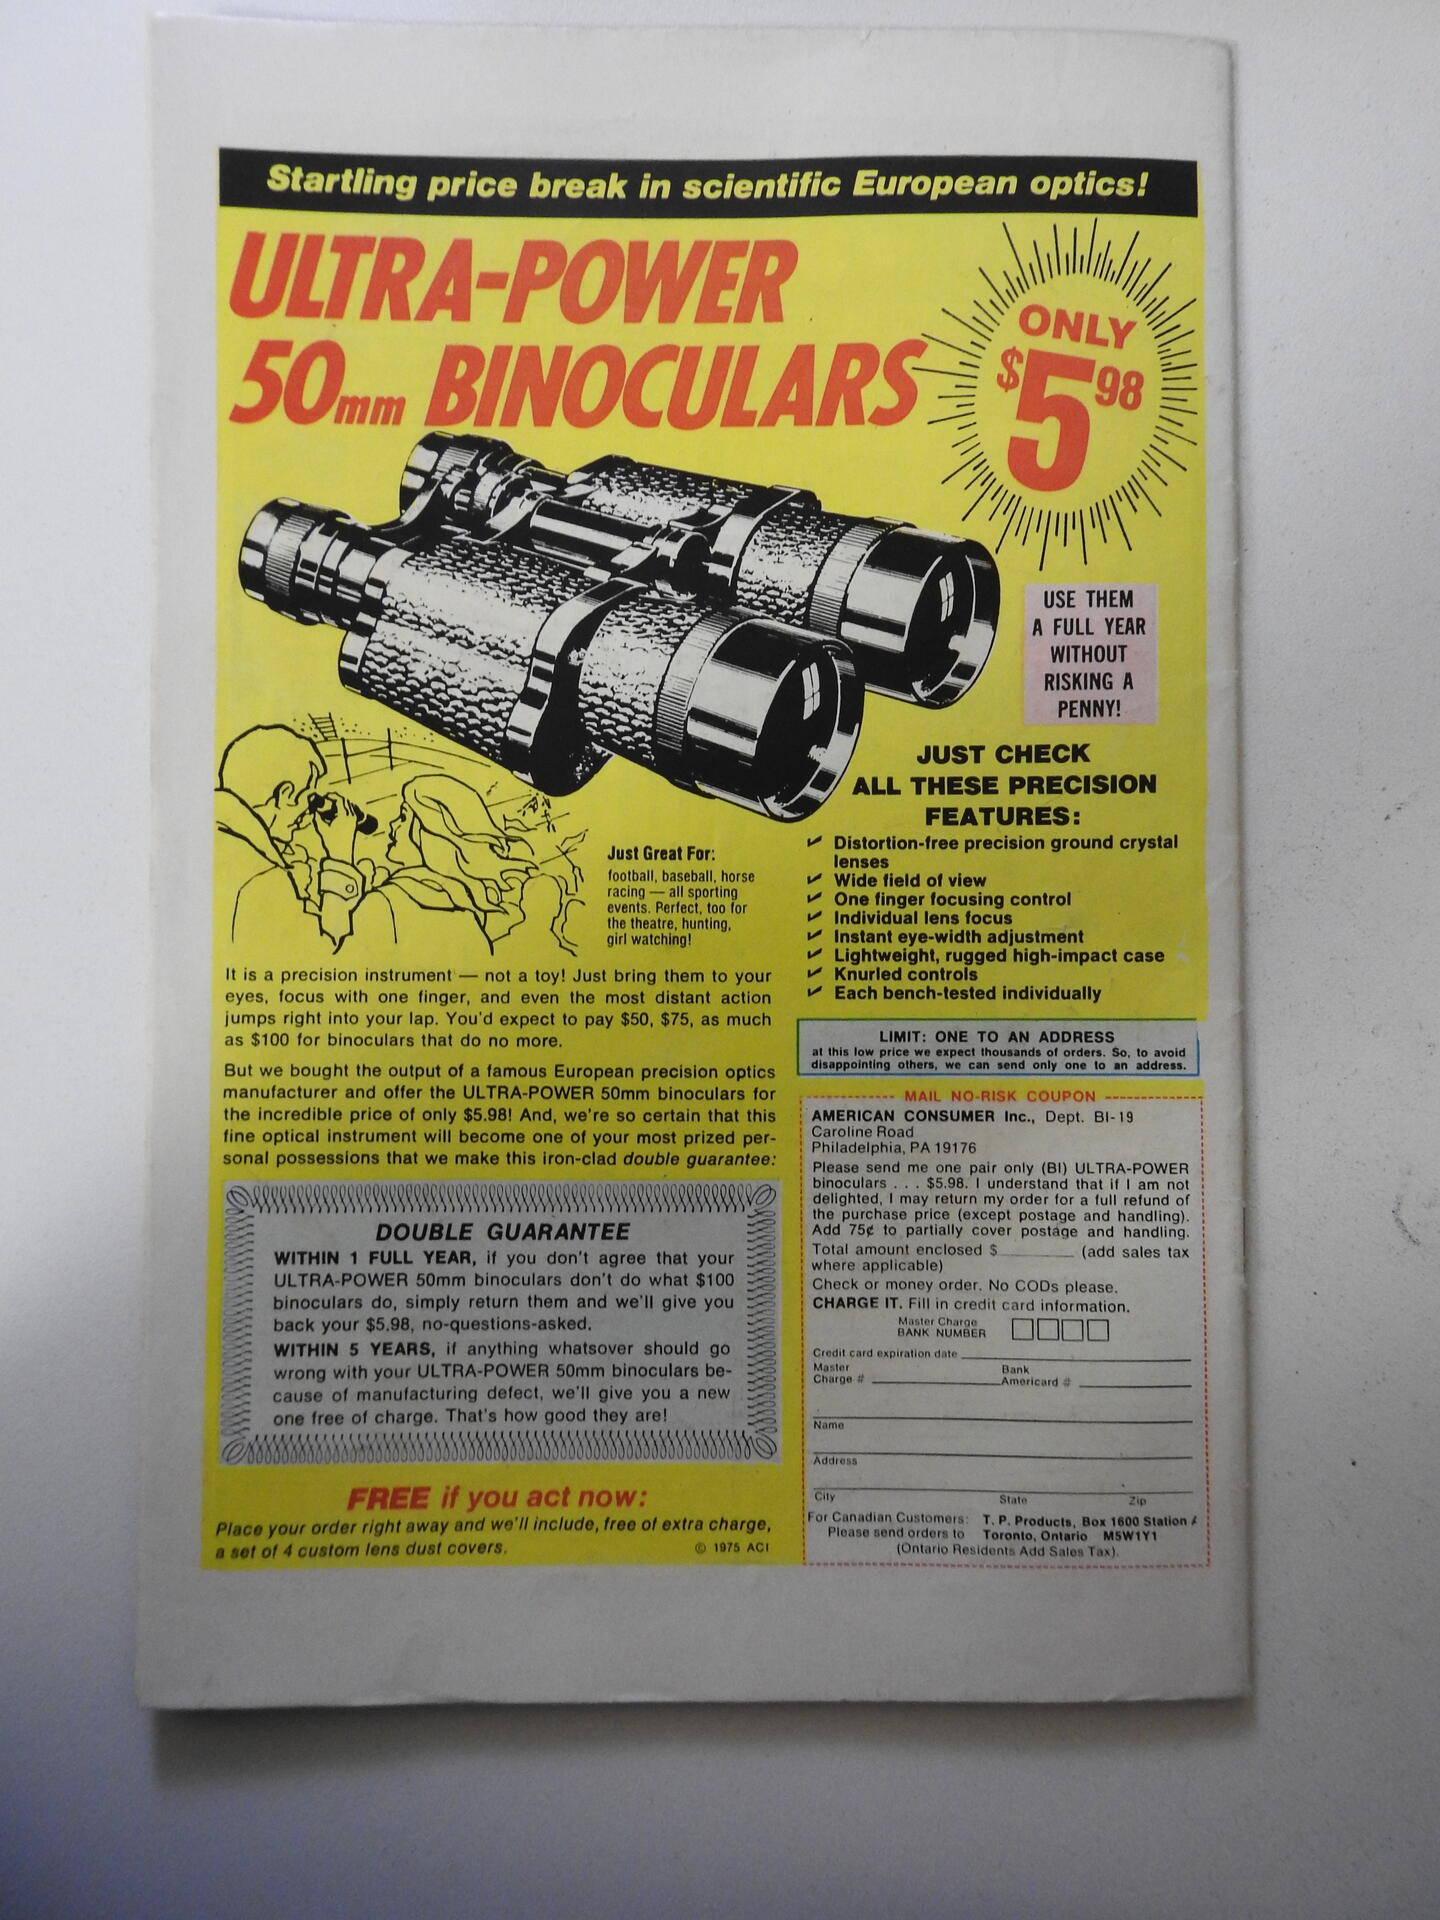 Startling price break in scientific European optics!
ULTRA-POWER
50mm BINOCULARS
ONLY
$5 98
USE THEM
A FULL YEAR
WITHOUT
RISKING A
PENNY!
JUST CHECK
ALL THESE PRECISION
FEATURES:
✓ Distortion-free precision ground crystal
lenses
✓ Wide field of view
✓ One finger focusing control
✓ Individual lens focus
✓ Instant eye-width adjustment
✓ Lightweight, rugged high-impact case
✓ Knurled controls
✓ Each bench-tested individually
Just Great For:
football, baseball, horse
racing — all sporting
events. Perfect, too for
the theatre, hunting,
girl watching!
It is a precision instrument — not a toy! Just bring them to your
eyes, focus with one finger, and even the most distant action
jumps right into your lap. You'd expect to pay $50, $75, as much
as $100 for binoculars that do no more.
But we bought the output of a famous European precision optics
manufacturer and offer the ULTRA-POWER 50mm binoculars for
the incredible price of only $5.98! And, we're so certain that this
fine optical instrument will become one of your most prized per-
sonal possessions that we make this iron-clad double guarantee:
DOUBLE GUARANTEE
WITHIN 1 FULL YEAR, if you don't agree that your
ULTRA-POWER 50mm binoculars don't do what $100
binoculars do, simply return them and we'll give you
back your $5.98, no-questions-asked.
WITHIN 5 YEARS, if anything whatsover should go
wrong with your ULTRA-POWER 50mm binoculars be-
cause of manufacturing defect, we'll give you a new
one free of charge. That's how good they are!
FREE if you act now:
Place your order right away and we'll include, free of extra charge,
a set of 4 custom lens dust covers.
© 1975 ACI
LIMIT: ONE TO AN ADDRESS
at this low price we expect thousands of orders. So, to avoid
disappointing others, we can send only one to an address.
MAIL NO-RISK COUPON
AMERICAN CONSUMER Inc., Dept. BI-19
Caroline Road
Philadelphia, PA 19176
Please send me one pair only (BI) ULTRA-POWER
binoculars . . . $5.98. I understand that if I am not
delighted, I may return my order for a full refund of
the purchase price (except postage and handling).
Add 75¢ to partially cover postage and handling.
Total amount enclosed $________ (add sales tax
where applicable)
Check or money order. No CODs please.
CHARGE IT. Fill in credit card information.
Master Charge
BANK NUMBER
Credit card expiration date
Master Bank
Charge # Americard #
Name
Address
City State Zip
For Canadian Customers: T. P. Products, Box 1600 Station A
Please send orders to Toronto, Ontario M5W1Y1
(Ontario Residents Add Sales Tax).